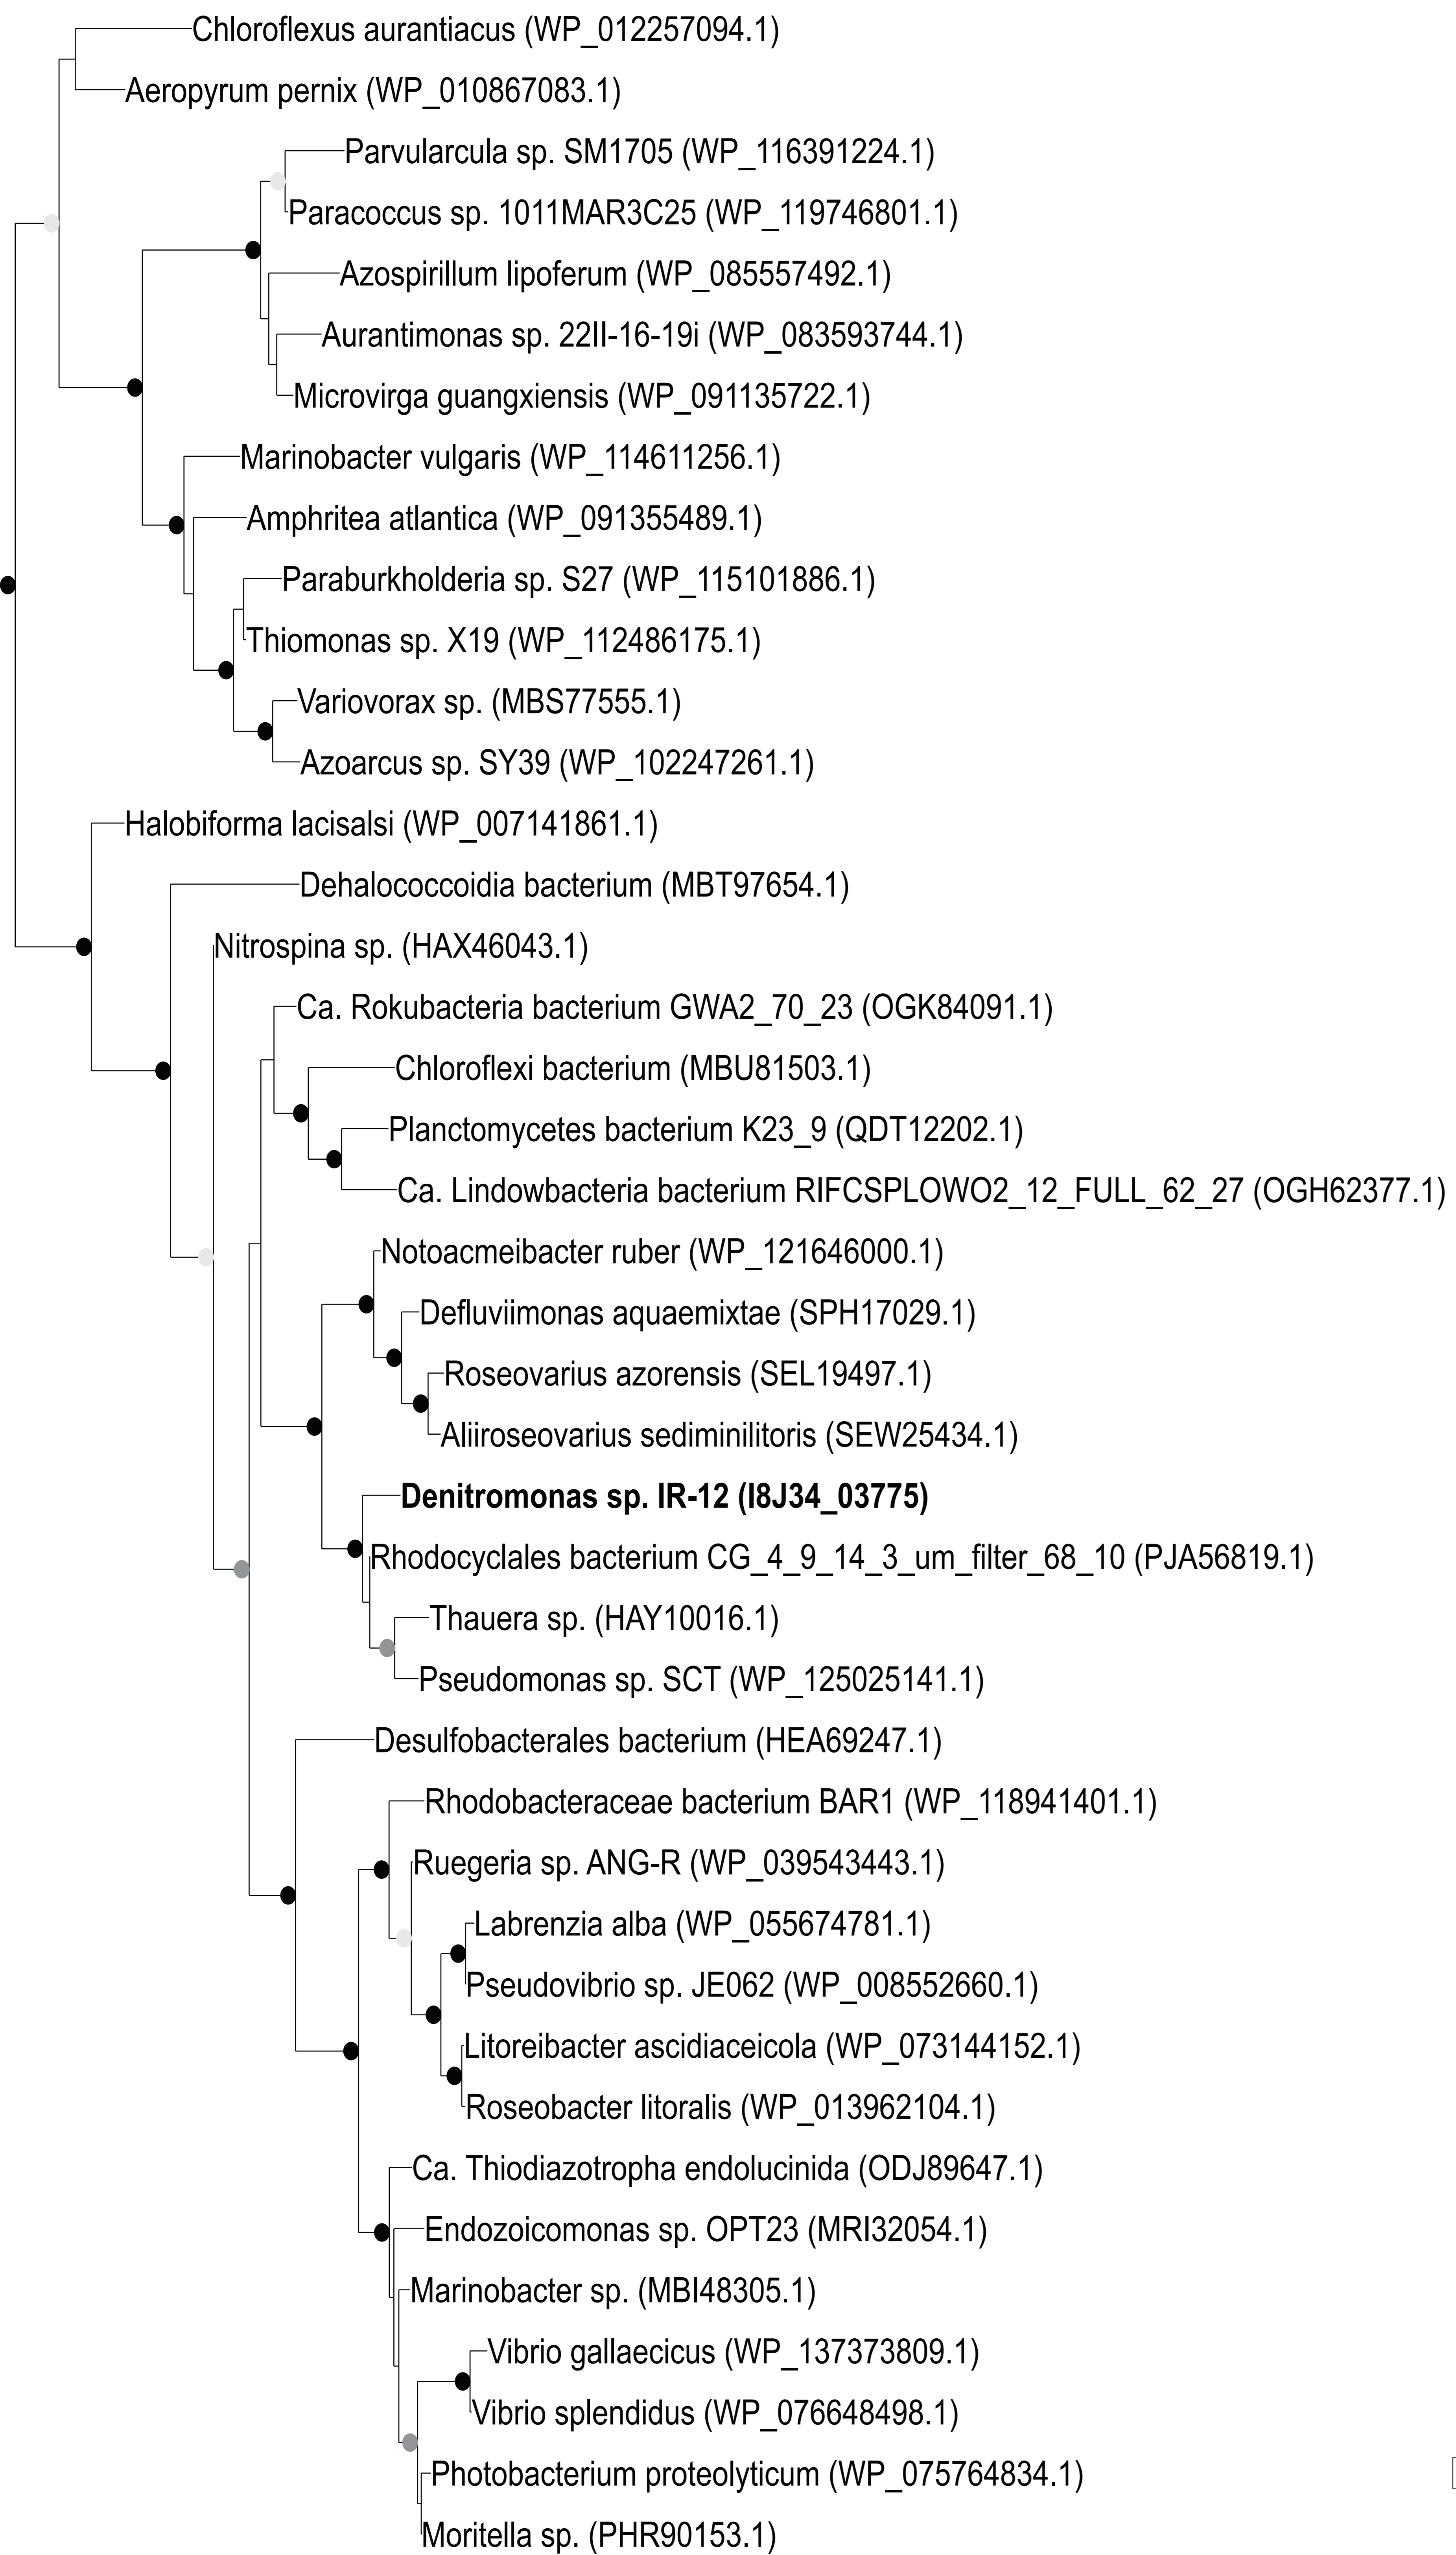 Chloroflexus aurantiacus (WP_012257094.1)
Aeropyrum pernix (WP_010867083.1)
Parvularcula sp. SM1705 (WP_116391224.1)
Paracoccus sp. 1011MAR3C25 (WP_119746801.1)
Azospirillum lipoferum (WP_085557492.1)
Aurantimonas sp. 22II-16-19i (WP_083593744.1)
Microvirga guangxiensis (WP_091135722.1)
Marinobacter vulgaris (WP_114611256.1)
Amphritea atlantica (WP_091355489.1)
Paraburkholderia sp. S27 (WP_115101886.1)
Thiomonas sp. X19 (WP_112486175.1)
Variovorax sp. (MBS77555.1)
Azoarcus sp. SY39 (WP_102247261.1)
Halobiforma lacisalsi (WP_007141861.1)
Dehalococcoidia bacterium (MBT97654.1)
Nitrospina sp. (HAX46043.1)
Ca. Rokubacteria bacterium GWA2_70_23 (OGK84091.1)
Chloroflexi bacterium (MBU81503.1)
Planctomycetes bacterium K23_9 (QDT12202.1)
Ca. Lindowbacteria bacterium RIFCSPLOWO2_12_FULL_62_27 (OGH62377.1)
Notoacmeibacter ruber (WP_121646000.1)
Defluviimonas aquaemixtae (SPH17029.1)
Roseovarius azorensis (SEL19497.1)
Aliiroseovarius sediminilitoris (SEW25434.1)
Denitromonas sp. IR-12 (I8J34_03775)
Rhodocyclales bacterium CG_4_9_14_3_um_filter_68_10 (PJA56819.1)
Thauera sp. (HAY10016.1)
Pseudomonas sp. SCT (WP_125025141.1)
Desulfobacterales bacterium (HEA69247.1)
Rhodobacteraceae bacterium BAR1 (WP_118941401.1)
Ruegeria sp. ANG-R (WP_039543443.1)
Labrenzia alba (WP_055674781.1)
Pseudovibrio sp. JE062 (WP_008552660.1)
Litoreibacter ascidiaceicola (WP_073144152.1)
Roseobacter litoralis (WP_013962104.1)
Ca. Thiodiazotropha endolucinida (ODJ89647.1)
Endozoicomonas sp. OPT23 (MRI32054.1)
Marinobacter sp. (MBI48305.1)
Vibrio gallaecicus (WP_137373809.1)
Vibrio splendidus (WP_076648498.1)
Photobacterium proteolyticum (WP_075764834.1)
Moritella sp. (PHR90153.1)